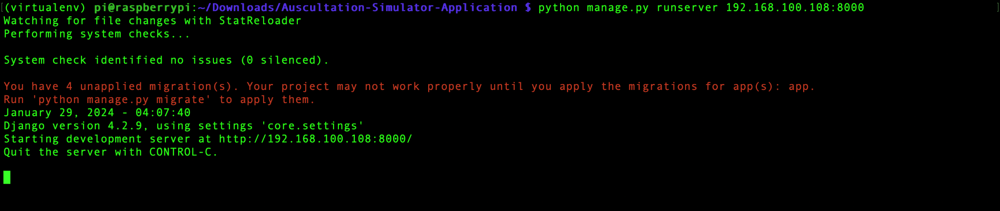 (virtualenv) pi@raspberrypi:~/Downloads/Auscultation-Simulator-Application $ python manage.py runserver 192.168.100.108:8000
Watching for file changes with StatReloader
Performing system checks...
System check identified no issues (0 silenced).
You have 4 unapplied migration(s). Your project may not work properly until you apply the migrations for app(s): app.
Run 'python manage.py migrate' to apply them.
January 29, 2024 - 04:07:40
Django version 4.2.9, using settings 'core.settings'
Starting development server at http://192.168.100.108:8000/
Quit the server with CONTROL-C.